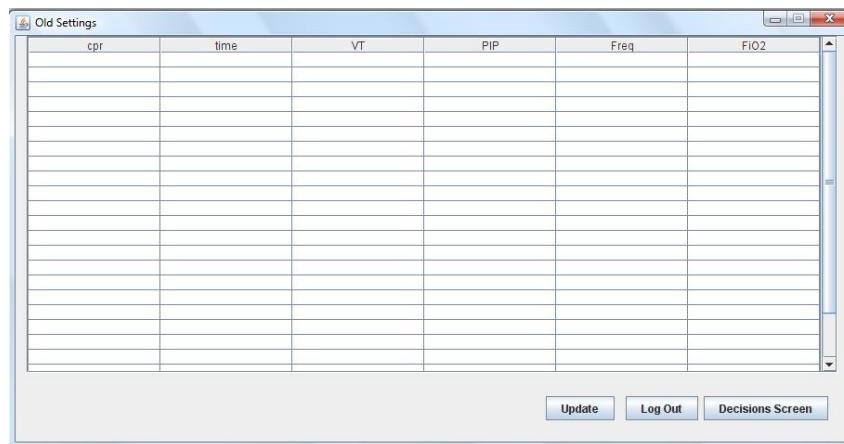 Old Settings
cpr time VT PIP Freq FiO2
Update Log Out Decisions Screen